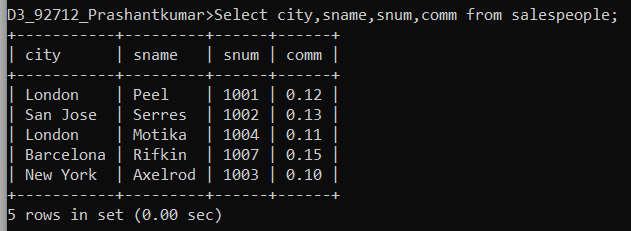 D3_92712_Prashantkumar>Select city,sname,snum,comm from salespeople;
+-----------+---------+------+------+
| city      | sname   | snum | comm |
+-----------+---------+------+------+
| London    | Peel    | 1001 | 0.12 |
| San Jose  | Serres  | 1002 | 0.13 |
| London    | Motika  | 1004 | 0.11 |
| Barcelona | Rifkin  | 1007 | 0.15 |
| New York  | Axelrod | 1003 | 0.10 |
+-----------+---------+------+------+
5 rows in set (0.00 sec)